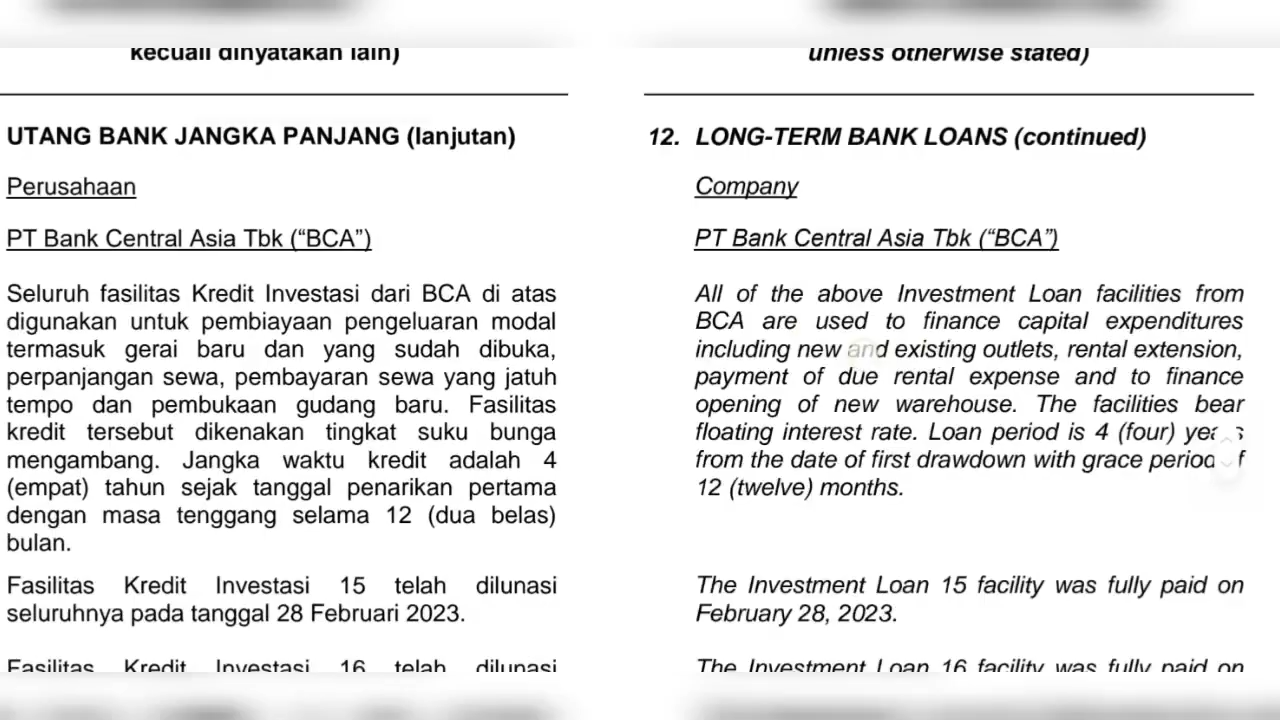 kecuali dinyatakan lain)
UTANG BANK JANGKA PANJANG (lanjutan)
Perusahaan
PT Bank Central Asia Tbk (“BCA”)
Seluruh fasilitas Kredit Investasi dari BCA di atas
digunakan untuk pembiayaan pengeluaran modal
termasuk gerai baru dan yang sudah dibuka,
perpanjangan sewa, pembayaran sewa yang jatuh
tempo dan pembukaan gudang baru. Fasilitas
kredit tersebut dikenakan tingkat suku bunga
mengambang. Jangka waktu kredit adalah 4
(empat) tahun sejak tanggal penarikan pertama
dengan masa tenggang selama 12 (dua belas)
bulan.
Fasilitas Kredit Investasi 15 telah dilunasi
seluruhnya pada tanggal 28 Februari 2023.
Fasilitas Kredit Investasi 16 telah dilunasi
unless otherwise stated)
12. LONG-TERM BANK LOANS (continued)
Company
PT Bank Central Asia Tbk (“BCA”)
All of the above Investment Loan facilities from
BCA are used to finance capital expenditures
including new and existing outlets, rental extension,
payment of due rental expense and to finance
opening of new warehouse. The facilities bear
floating interest rate. Loan period is 4 (four) years
from the date of first drawdown with grace period of
12 (twelve) months.
The Investment Loan 15 facility was fully paid on
February 28, 2023.
The Investment Loan 16 facility was fully paid on